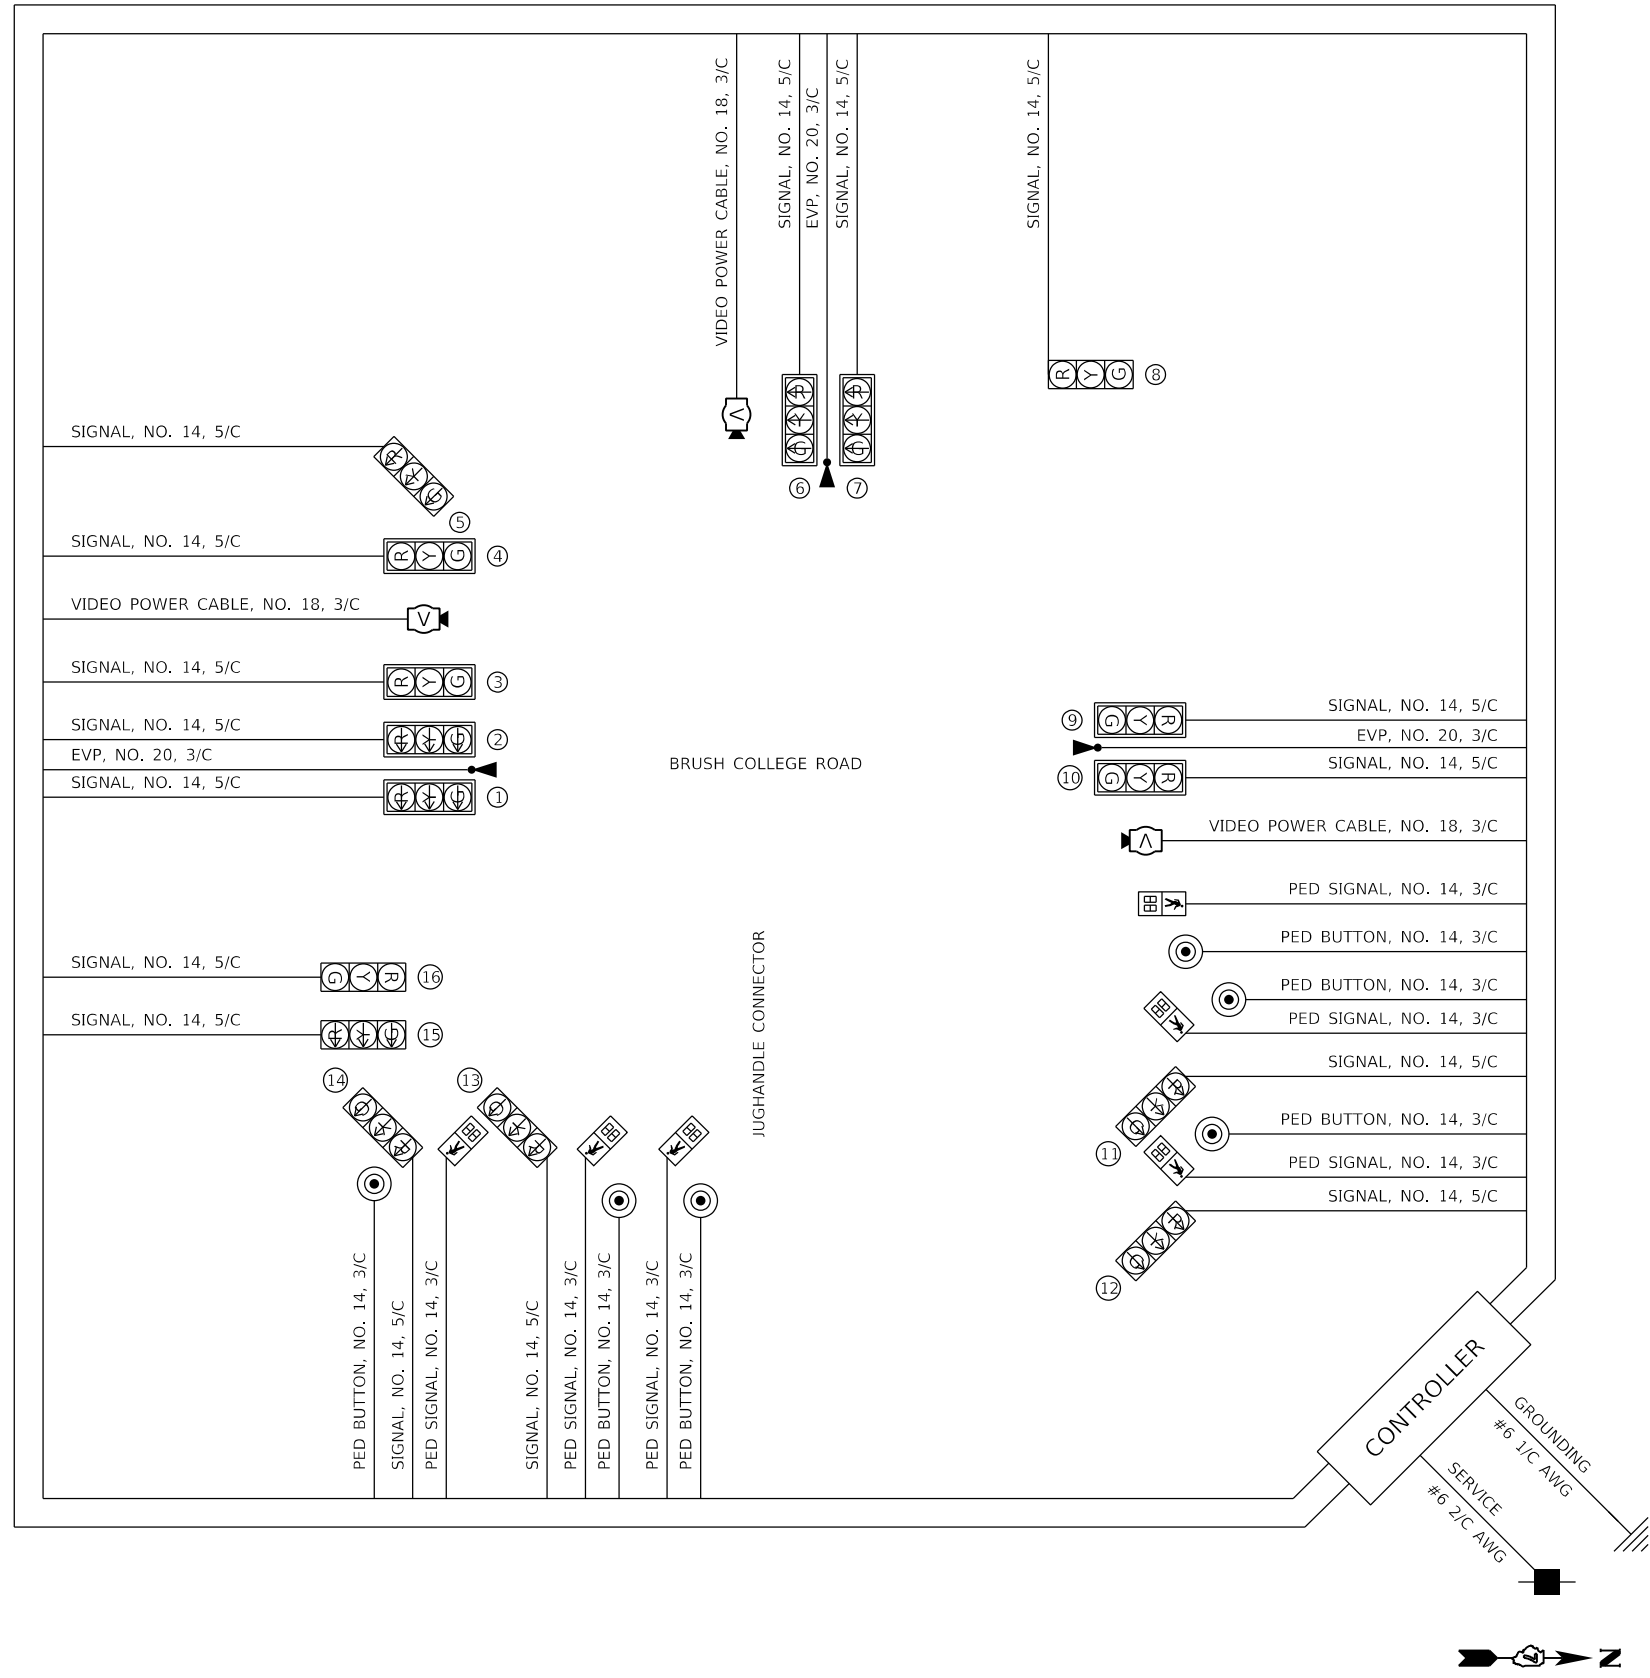 VIDEO POWER CABLE, NO. 18, 3/C
SIGNAL, NO. 14, 5/C
EVP, NO. 20, 3/C
SIGNAL, NO. 14, 5/C
SIGNAL, NO. 14, 5/C
V
R
Y
G
6
R
Y
G
7
R Y G 8
SIGNAL, NO. 14, 5/C
R Y G
5
SIGNAL, NO. 14, 5/C
R Y G 4
VIDEO POWER CABLE, NO. 18, 3/C
V
SIGNAL, NO. 14, 5/C
R Y G 3
SIGNAL, NO. 14, 5/C
R Y G 2
EVP, NO. 20, 3/C
SIGNAL, NO. 14, 5/C
R Y G 1
BRUSH COLLEGE ROAD
9 G Y R
SIGNAL, NO. 14, 5/C
EVP, NO. 20, 3/C
10 G Y R
SIGNAL, NO. 14, 5/C
V
VIDEO POWER CABLE, NO. 18, 3/C
PED SIGNAL, NO. 14, 3/C
PED BUTTON, NO. 14, 3/C
PED BUTTON, NO. 14, 3/C
PED SIGNAL, NO. 14, 3/C
SIGNAL, NO. 14, 5/C
G Y R
11
PED BUTTON, NO. 14, 3/C
PED SIGNAL, NO. 14, 3/C
SIGNAL, NO. 14, 5/C
G Y R
12
JUGHANDLE CONNECTOR
SIGNAL, NO. 14, 5/C
G Y R 16
SIGNAL, NO. 14, 5/C
R Y G 15
14
G Y R
13
G Y R
PED BUTTON, NO. 14, 3/C
SIGNAL, NO. 14, 5/C
PED SIGNAL, NO. 14, 3/C
SIGNAL, NO. 14, 5/C
PED SIGNAL, NO. 14, 3/C
PED BUTTON, NO. 14, 3/C
PED SIGNAL, NO. 14, 3/C
PED BUTTON, NO. 14, 3/C
CONTROLLER
GROUNDING
#6 1/C AWG
SERVICE
#6 2/C AWG
N